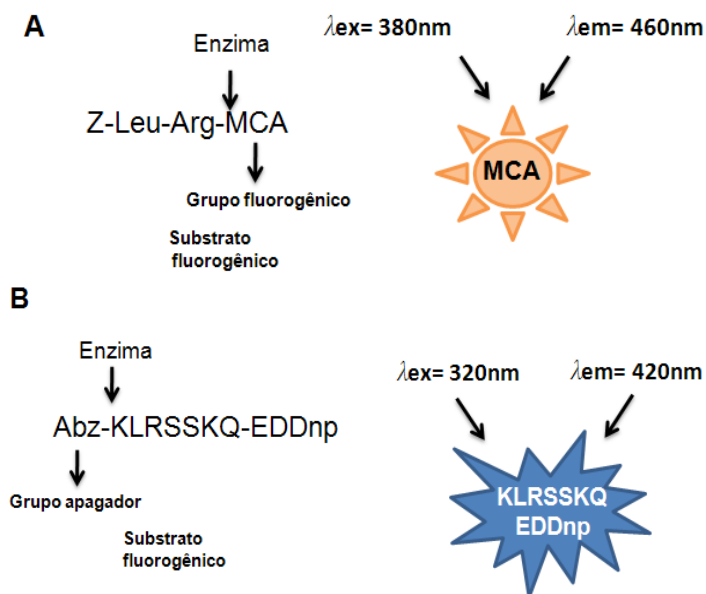 A
Enzima
Z-Leu-Arg-MCA
Grupo fluorogênico
Substrato
fluorogênico
λex= 380nm
λem= 460nm
MCA
B
Enzima
Abz-KLRSSKQ-EDDnp
Grupo apagador
Substrato
fluorogênico
λex= 320nm
λem= 420nm
KLRSSKQ
EDDnp